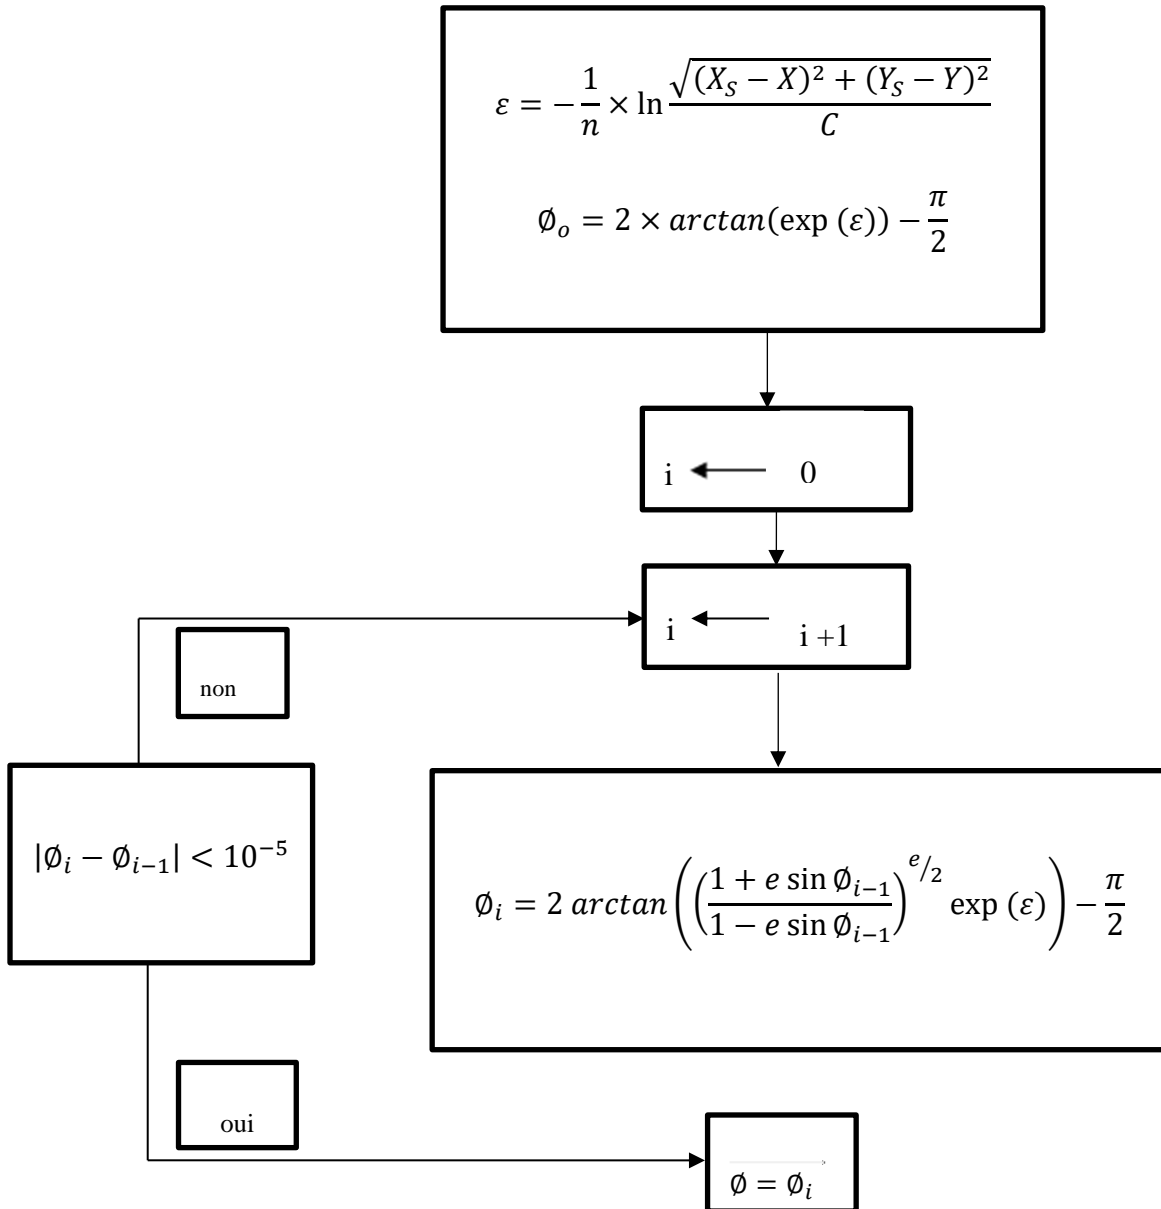 ε = −1/n × ln √((X_S − X)² + (Y_S − Y)²)/C
∅_o = 2 × arctan(exp (ε)) − π/2
i ← 0
i ← i +1
non
|∅_i − ∅_{i−1}| < 10⁻⁵
∅_i = 2 arctan(((1 + e sin ∅_{i−1})/(1 − e sin ∅_{i−1}))^{e/2} exp (ε)) − π/2
oui
∅ = ∅_i